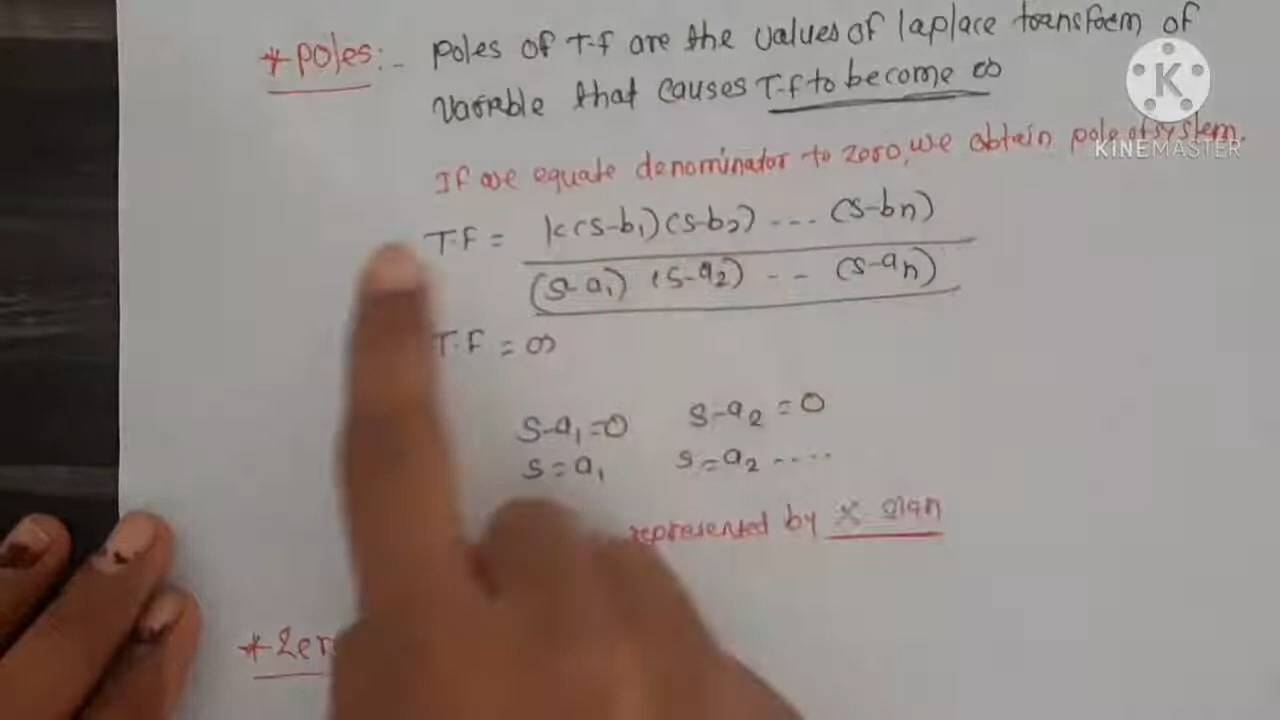 * Poles:- Poles of T.f are the values of laplace transform of
variable that causes T.f to become ∞
If we equate denominator to zero, we obtain pole of system.
T.F = k(s-b₁)(s-b₂) --- (s-bn)
(s-a₁) (s-a₂) -- (s-an)
T.F = ∞
s-a₁=0 s-a₂=0
s=a₁ s=a₂ ....
represented by × sign
* Zer
K
KINEMASTER